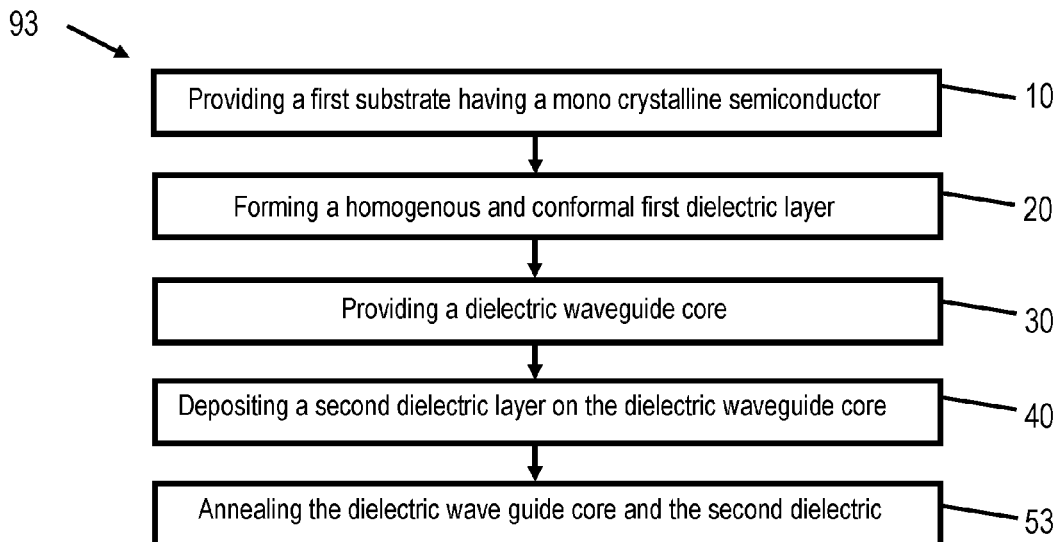 93
Providing a first substrate having a mono crystalline semiconductor
10
Forming a homogenous and conformal first dielectric layer
20
Providing a dielectric waveguide core
30
Depositing a second dielectric layer on the dielectric waveguide core
40
Annealing the dielectric wave guide core and the second dielectric
53